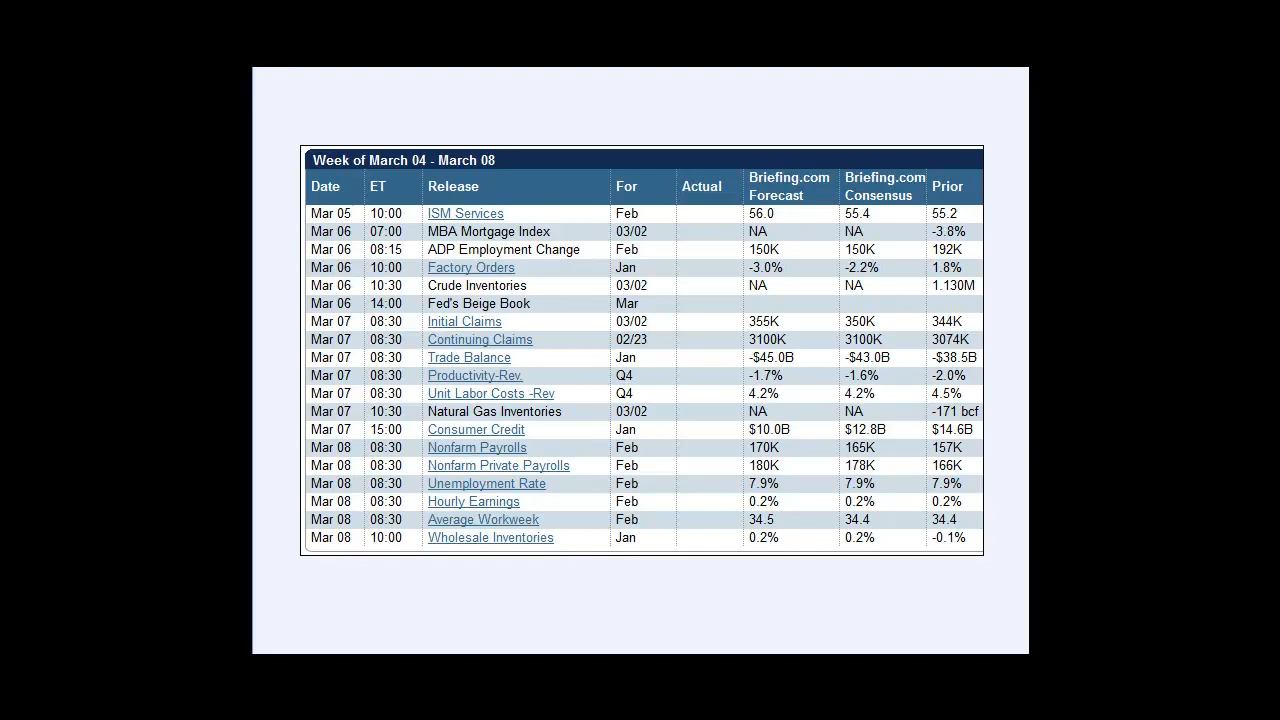 Week of March 04 - March 08
Date ET Release For Actual Briefing.com Forecast Briefing.com Consensus Prior
Mar 05 10:00 ISM Services Feb 56.0 55.4 55.2
Mar 06 07:00 MBA Mortgage Index 03/02 NA NA -3.8%
Mar 06 08:15 ADP Employment Change Feb 150K 150K 192K
Mar 06 10:00 Factory Orders Jan -3.0% -2.2% 1.8%
Mar 06 10:30 Crude Inventories 03/02 NA NA 1.130M
Mar 06 14:00 Fed's Beige Book Mar
Mar 07 08:30 Initial Claims 03/02 355K 350K 344K
Mar 07 08:30 Continuing Claims 02/23 3100K 3100K 3074K
Mar 07 08:30 Trade Balance Jan -$45.0B -$43.0B -$38.5B
Mar 07 08:30 Productivity-Rev. Q4 -1.7% -1.6% -2.0%
Mar 07 08:30 Unit Labor Costs -Rev Q4 4.2% 4.2% 4.5%
Mar 07 10:30 Natural Gas Inventories 03/02 NA NA -171 bcf
Mar 07 15:00 Consumer Credit Jan $10.0B $12.8B $14.6B
Mar 08 08:30 Nonfarm Payrolls Feb 170K 165K 157K
Mar 08 08:30 Nonfarm Private Payrolls Feb 180K 178K 166K
Mar 08 08:30 Unemployment Rate Feb 7.9% 7.9% 7.9%
Mar 08 08:30 Hourly Earnings Feb 0.2% 0.2% 0.2%
Mar 08 08:30 Average Workweek Feb 34.5 34.4 34.4
Mar 08 10:00 Wholesale Inventories Jan 0.2% 0.2% -0.1%